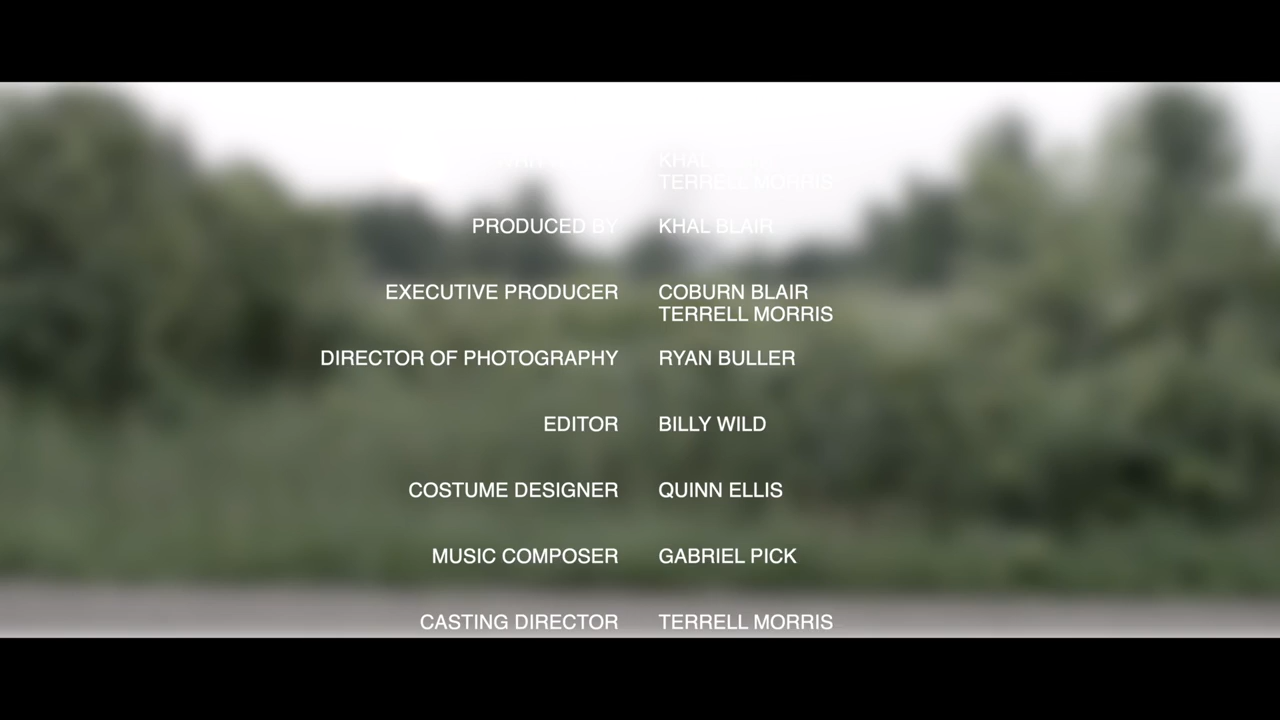 KHAL
TERRELL MORRIS
PRODUCED BY KHAL BLAIR
EXECUTIVE PRODUCER COBURN BLAIR
TERRELL MORRIS
DIRECTOR OF PHOTOGRAPHY RYAN BULLER
EDITOR BILLY WILD
COSTUME DESIGNER QUINN ELLIS
MUSIC COMPOSER GABRIEL PICK
CASTING DIRECTOR TERRELL MORRIS